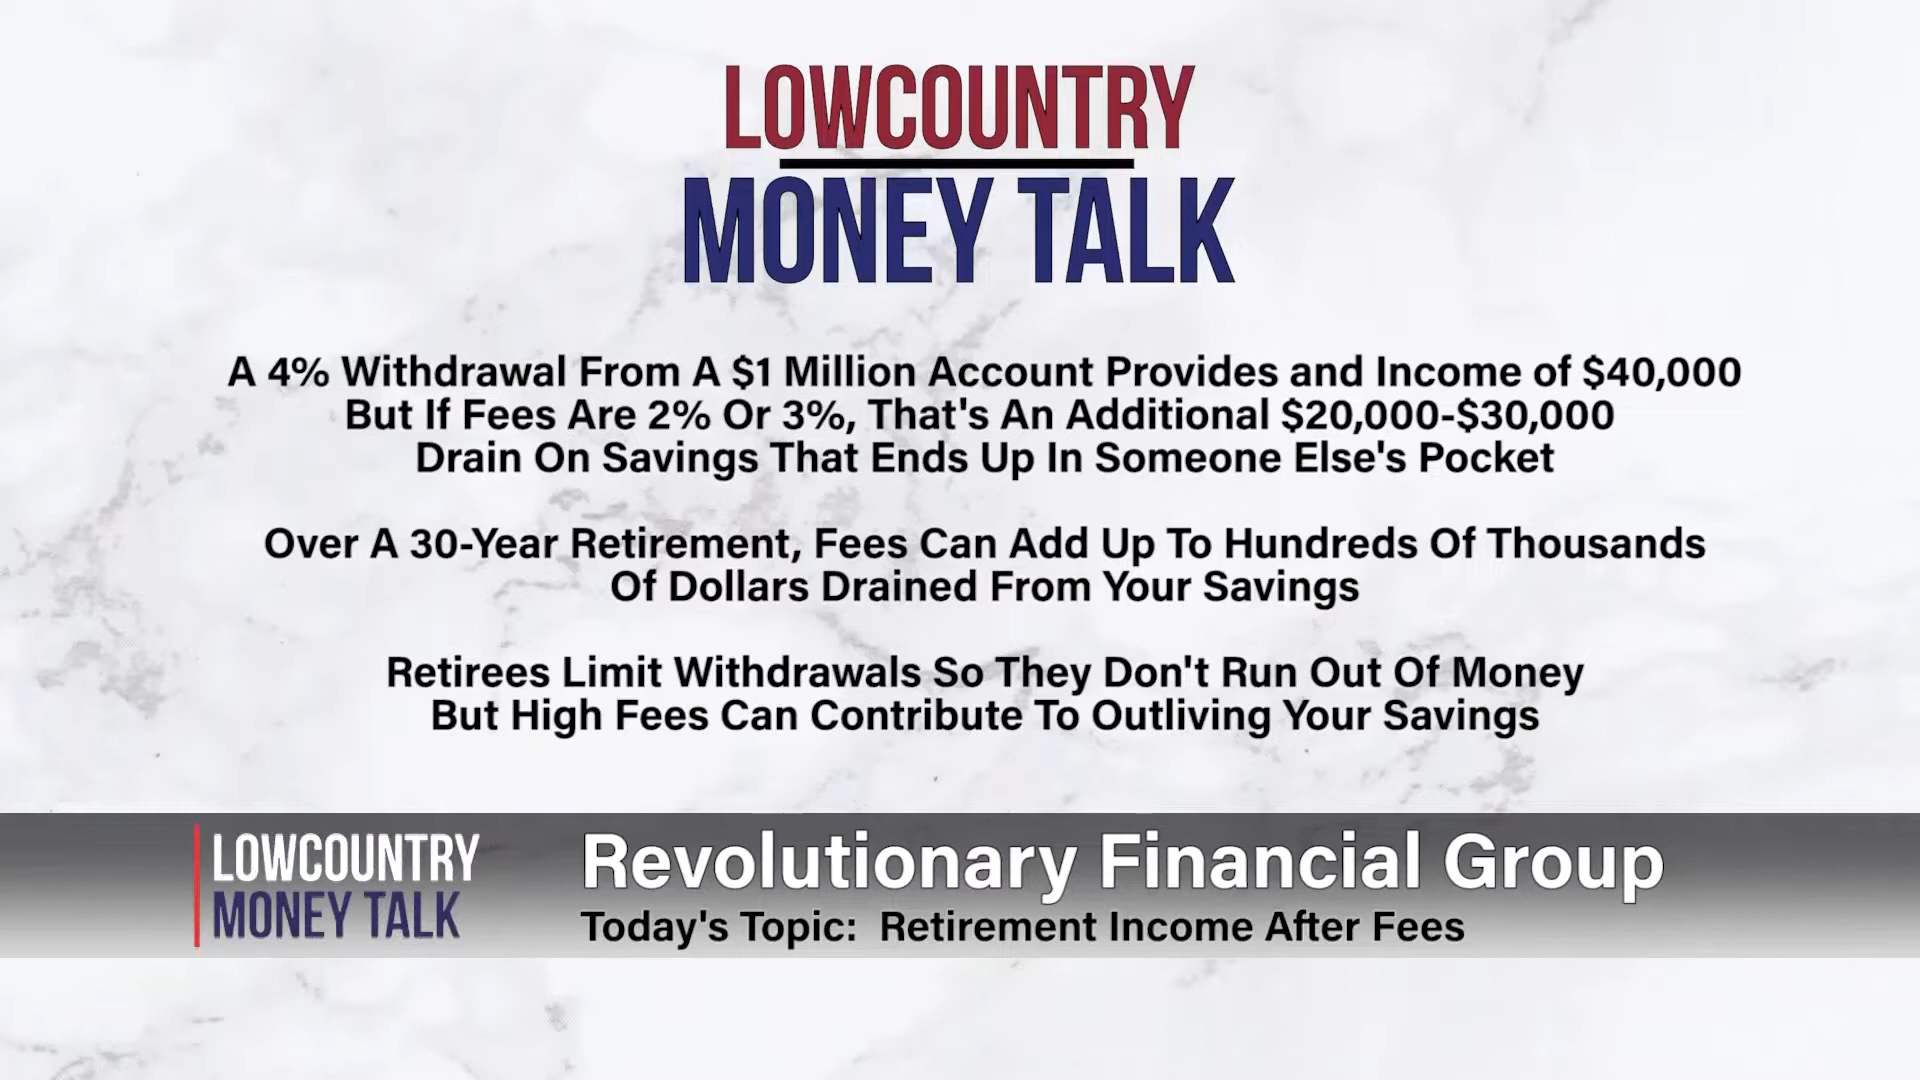 LOWCOUNTRY
MONEY TALK
A 4% Withdrawal From A $1 Million Account Provides and Income of $40,000
But If Fees Are 2% Or 3%, That's An Additional $20,000-$30,000
Drain On Savings That Ends Up In Someone Else's Pocket
Over A 30-Year Retirement, Fees Can Add Up To Hundreds Of Thousands
Of Dollars Drained From Your Savings
Retirees Limit Withdrawals So They Don't Run Out Of Money
But High Fees Can Contribute To Outliving Your Savings
LOWCOUNTRY
MONEY TALK
Revolutionary Financial Group
Today's Topic: Retirement Income After Fees